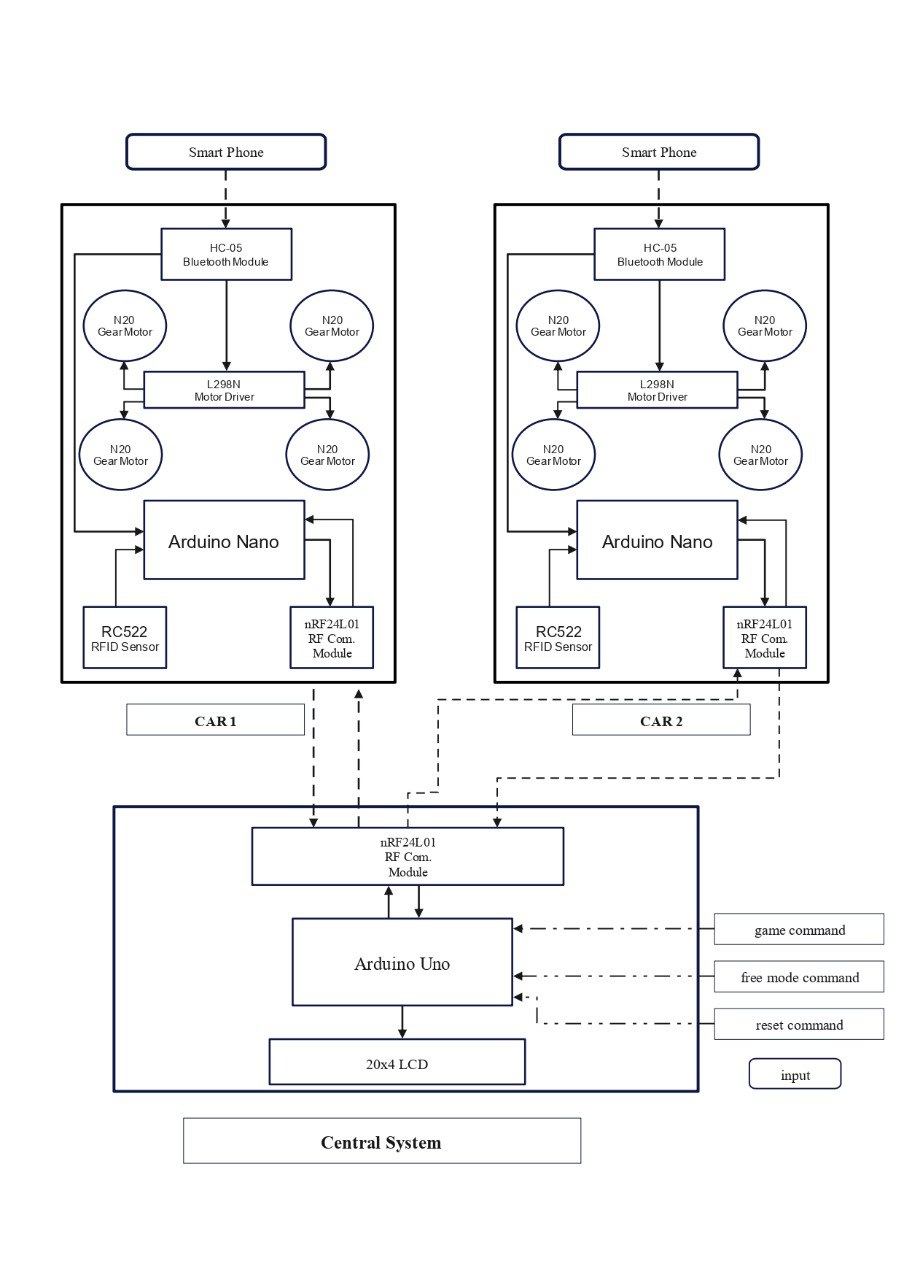 Smart Phone
HC-05
Bluetooth Module
N20
Gear Motor
N20
Gear Motor
L298N
Motor Driver
N20
Gear Motor
N20
Gear Motor
Arduino Nano
RC522
RFID Sensor
nRF24L01
RF Com.
Module
CAR 1
Smart Phone
HC-05
Bluetooth Module
N20
Gear Motor
N20
Gear Motor
L298N
Motor Driver
N20
Gear Motor
N20
Gear Motor
Arduino Nano
RC522
RFID Sensor
nRF24L01
RF Com.
Module
CAR 2
nRF24L01
RF Com.
Module
Arduino Uno
20x4 LCD
game command
free mode command
reset command
input
Central System